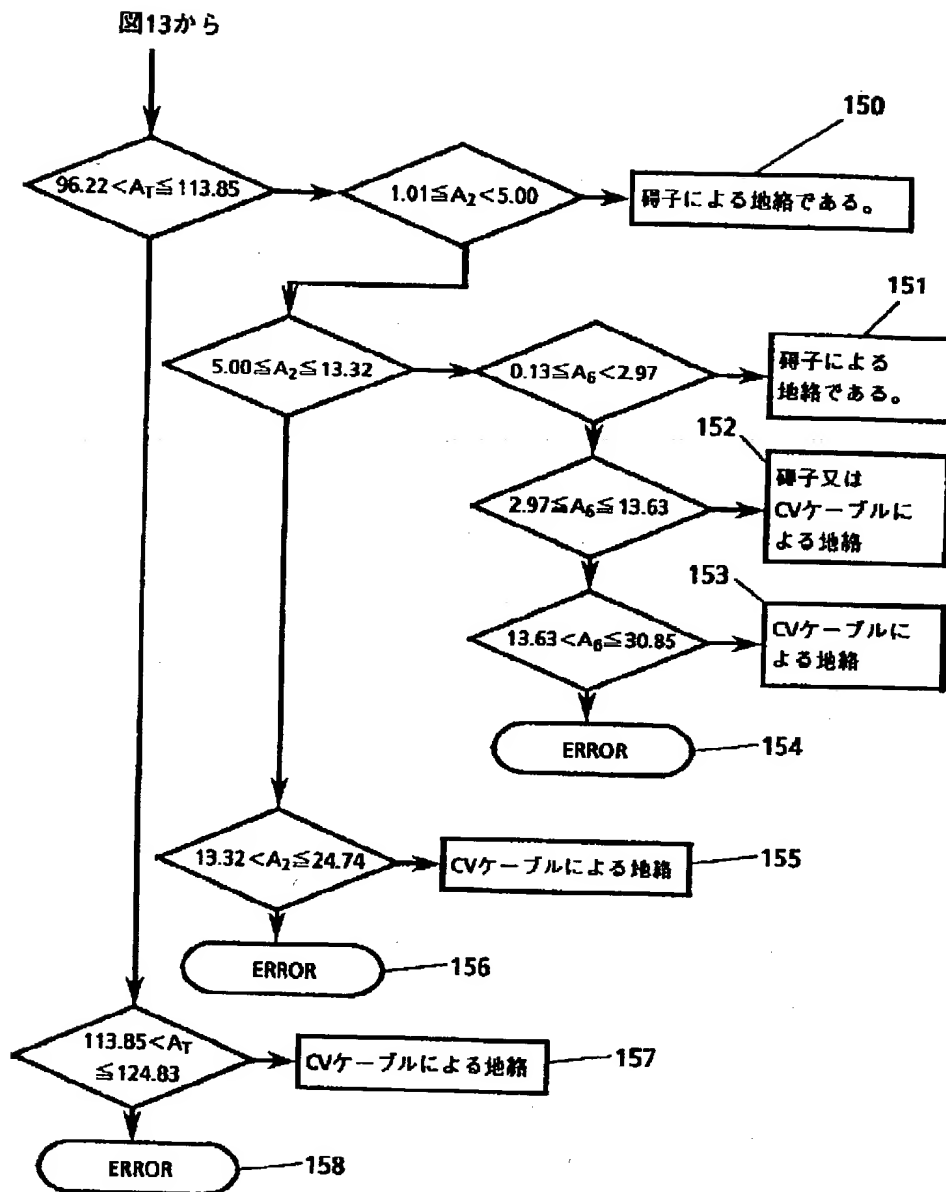 図13から
96.22<A_T≦113.85
1.01≦A_2<5.00
150
碍子による地絡である。
5.00≦A_2≦13.32
0.13≦A_6<2.97
151
碍子による
地絡である。
2.97≦A_6≦13.63
152
碍子又は
CVケーブルに
よる地絡
13.63<A_6≦30.85
153
CVケーブルに
よる地絡
ERROR
154
13.32<A_2≦24.74
CVケーブルによる地絡
155
ERROR
156
113.85<A_T
≦124.83
CVケーブルによる地絡
157
ERROR
158